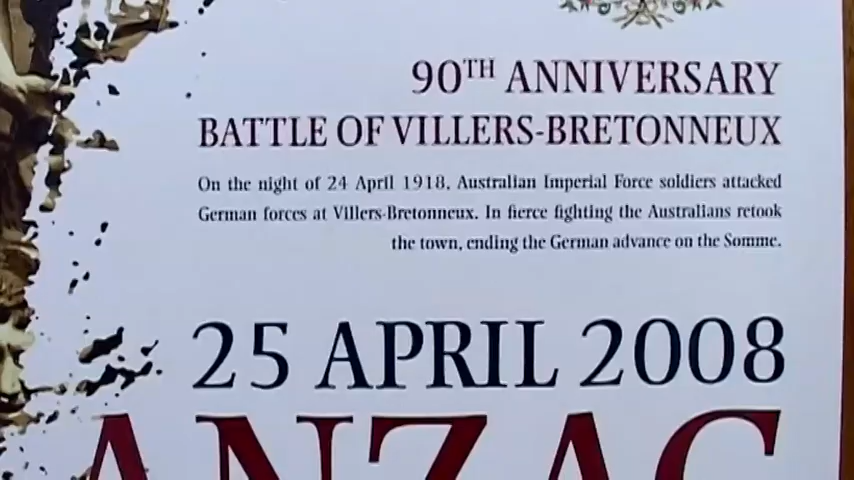 90TH ANNIVERSARY
BATTLE OF VILLERS-BRETONNEUX
On the night of 24 April 1918, Australian Imperial Force soldiers attacked
German forces at Villers-Bretonneux. In fierce fighting the Australians retook
the town, ending the German advance on the Somme.
25 APRIL 2008
ANZAC